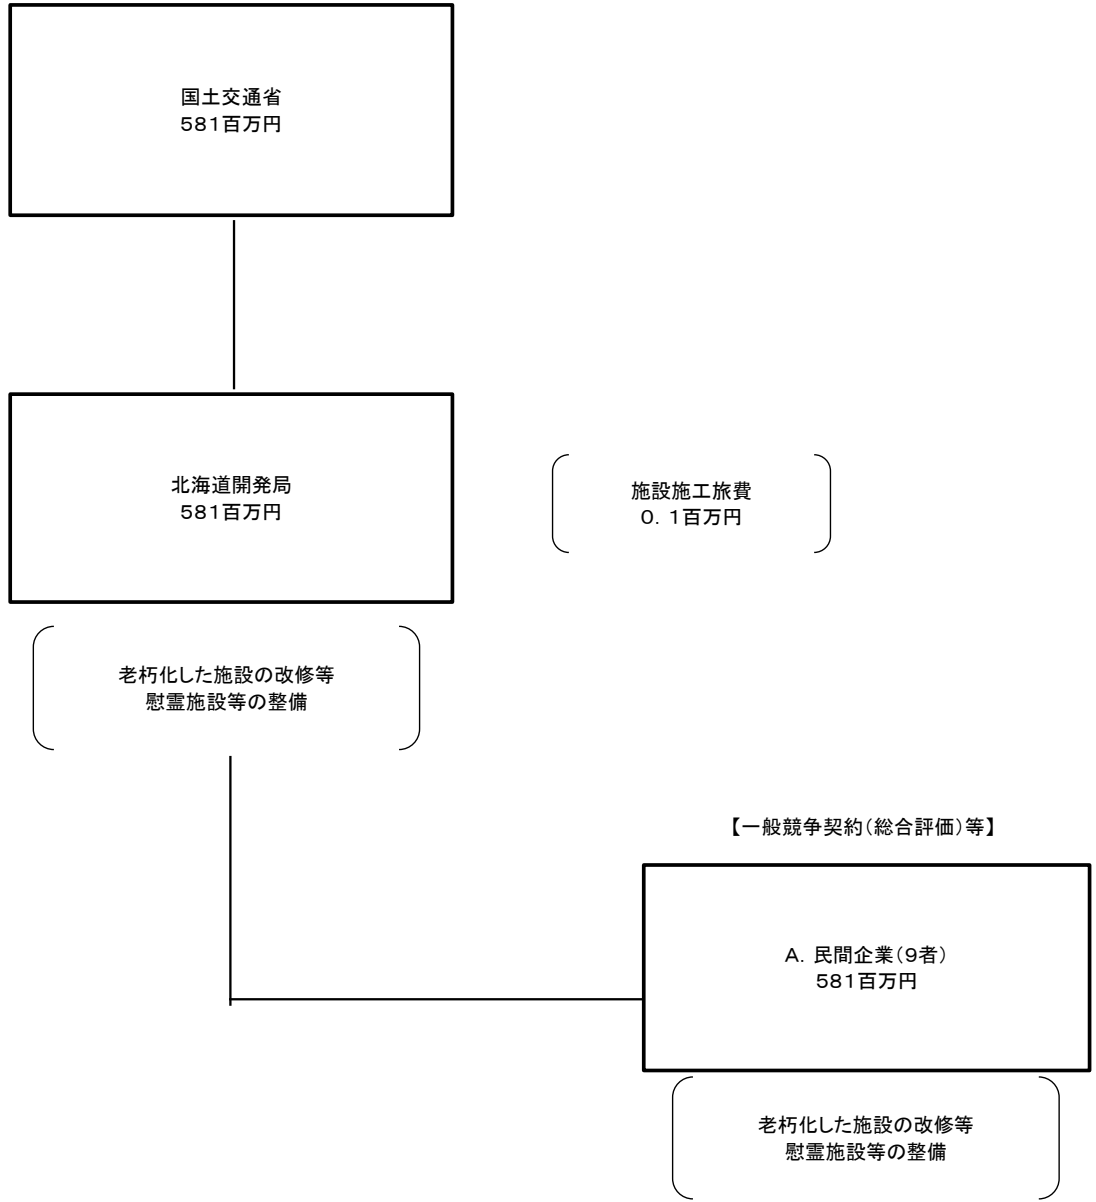 国土交通省
５８１百万円
北海道開発局
５８１百万円
施設施工旅費
０．１百万円
老朽化した施設の改修等
慰霊施設等の整備
【一般競争契約（総合評価）等】
Ａ．民間企業（９者）
５８１百万円
老朽化した施設の改修等
慰霊施設等の整備